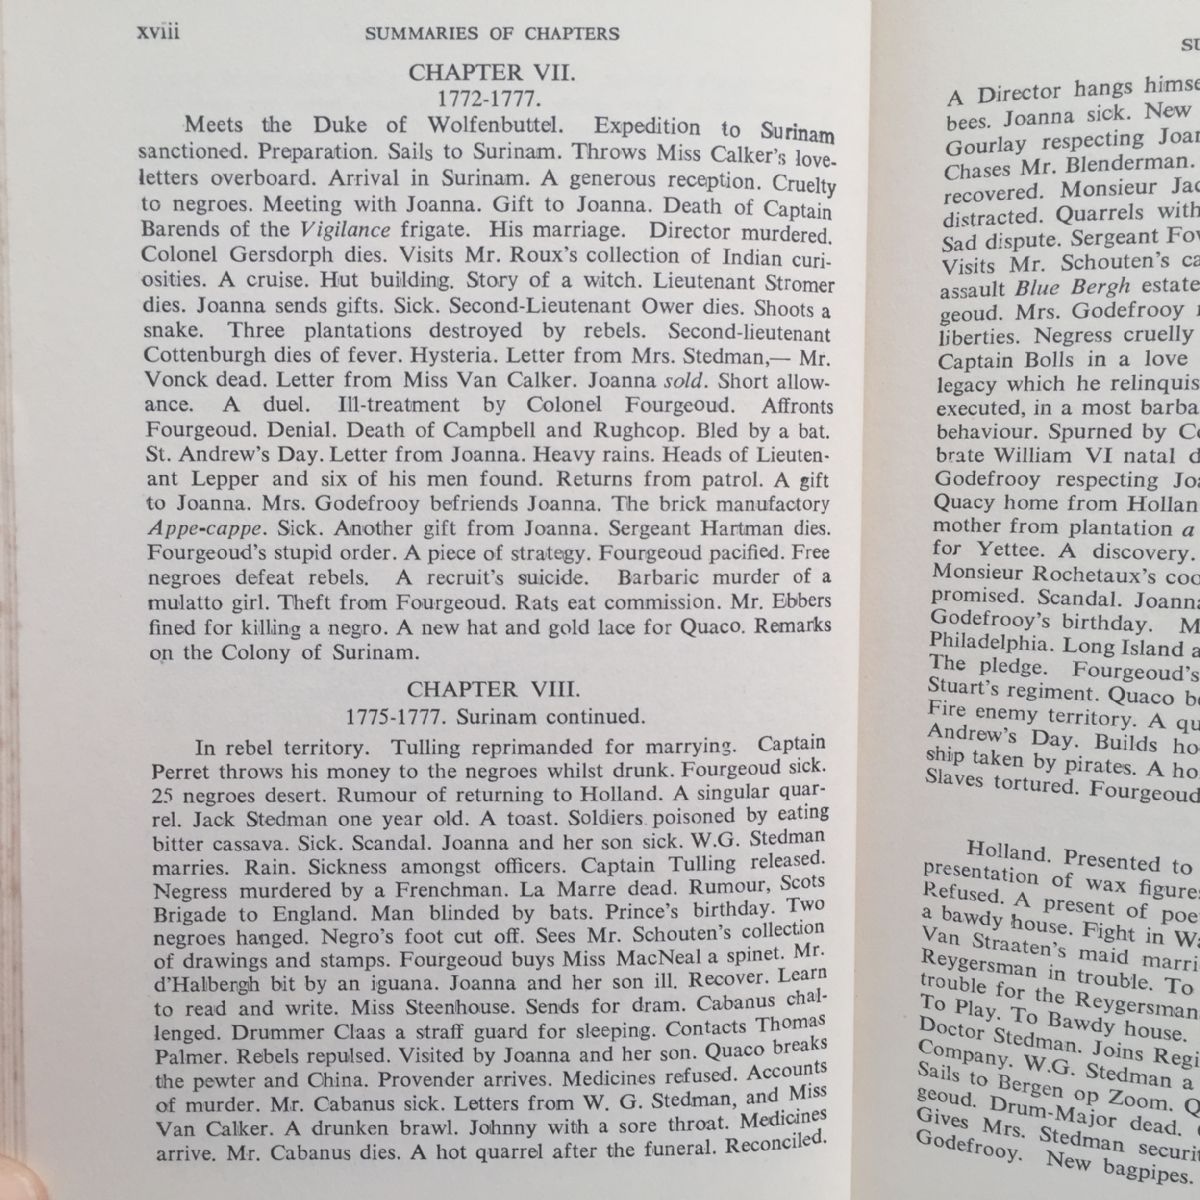 xviii SUMMARIES OF CHAPTERS
CHAPTER VII.
1772-1777.
Meets the Duke of Wolfenbuttel. Expedition to Surinam
sanctioned. Preparation. Sails to Surinam. Throws Miss Calker's love-
letters overboard. Arrival in Surinam. A generous reception. Cruelty
to negroes. Meeting with Joanna. Gift to Joanna. Death of Captain
Barends of the Vigilance frigate. His marriage. Director murdered.
Colonel Gersdorph dies. Visits Mr. Roux's collection of Indian curi-
osities. A cruise. Hut building. Story of a witch. Lieutenant Stromer
dies. Joanna sends gifts. Sick. Second-Lieutenant Ower dies. Shoots a
snake. Three plantations destroyed by rebels. Second-lieutenant
Cottenburgh dies of fever. Hysteria. Letter from Mrs. Stedman,— Mr.
Vonck dead. Letter from Miss Van Calker. Joanna sold. Short allow-
ance. A duel. Ill-treatment by Colonel Fourgeoud. Affronts
Fourgeoud. Denial. Death of Campbell and Rughcop. Bled by a bat.
St. Andrew's Day. Letter from Joanna. Heavy rains. Heads of Lieuten-
ant Lepper and six of his men found. Returns from patrol. A gift
to Joanna. Mrs. Godefrooy befriends Joanna. The brick manufactory
Appe-cappe. Sick. Another gift from Joanna. Sergeant Hartman dies.
Fourgeoud's stupid order. A piece of strategy. Fourgeoud pacified. Free
negroes defeat rebels. A recruit's suicide. Barbaric murder of a
mulatto girl. Theft from Fourgeoud. Rats eat commission. Mr. Ebbers
fined for killing a negro. A new hat and gold lace for Quaco. Remarks
on the Colony of Surinam.
CHAPTER VIII.
1775-1777. Surinam continued.
In rebel territory. Tulling reprimanded for marrying. Captain
Perret throws his money to the negroes whilst drunk. Fourgeoud sick.
25 negroes desert. Rumour of returning to Holland. A singular quar-
rel. Jack Stedman one year old. A toast. Soldiers poisoned by eating
bitter cassava. Sick. Scandal. Joanna and her son sick. W.G. Stedman
marries. Rain. Sickness amongst officers. Captain Tulling released.
Negress murdered by a Frenchman. La Marre dead. Rumour, Scots
Brigade to England. Man blinded by bats. Prince's birthday. Two
negroes hanged. Negro's foot cut off. Sees Mr. Schouten's collection
of drawings and stamps. Fourgeoud buys Miss MacNeal a spinet. Mr.
d'Halbergh bit by an iguana. Joanna and her son ill. Recover. Learn
to read and write. Miss Steenhouse. Sends for dram. Cabanus chal-
lenged. Drummer Claas a straff guard for sleeping. Contacts Thomas
Palmer. Rebels repulsed. Visited by Joanna and her son. Quaco breaks
the pewter and China. Provender arrives. Medicines refused. Accounts
of murder. Mr. Cabanus sick. Letters from W. G. Stedman, and Miss
Van Calker. A drunken brawl. Johnny with a sore throat. Medicines
arrive. Mr. Cabanus dies. A hot quarrel after the funeral. Reconciled.
A Director hangs himse
bees. Joanna sick. New
Gourlay respecting Joan
Chases Mr. Blenderman.
recovered. Monsieur Jac
distracted. Quarrels with
Sad dispute. Sergeant Fow
Visits Mr. Schouten's ca
assault Blue Bergh estate
geoud. Mrs. Godefrooy
liberties. Negress cruelly
Captain Bolls in a love
legacy which he relinquis
executed, in a most barba
behaviour. Spurned by Co
brate William VI natal d
Godefrooy respecting Joa
Quacy home from Hollan
mother from plantation a
for Yettee. A discovery.
Monsieur Rochetaux's coo
promised. Scandal. Joanna
Godefrooy's birthday. M
Philadelphia. Long Island a
The pledge. Fourgeoud's
Stuart's regiment. Quaco be
Fire enemy territory. A qu
Andrew's Day. Builds ho
ship taken by pirates. A ho
Slaves tortured. Fourgeoud
Holland. Presented to
presentation of wax figures
Refused. A present of poe
a bawdy house. Fight in Wa
Van Straaten's maid marri
Reygersman in trouble. To
trouble for the Reygersman
To Play. To Bawdy house.
Doctor Stedman. Joins Regi
Company. W.G. Stedman a
Sails to Bergen op Zoom. Q
geoud. Drum-Major dead.
Gives Mrs. Stedman securit
Godefrooy. New bagpipes.